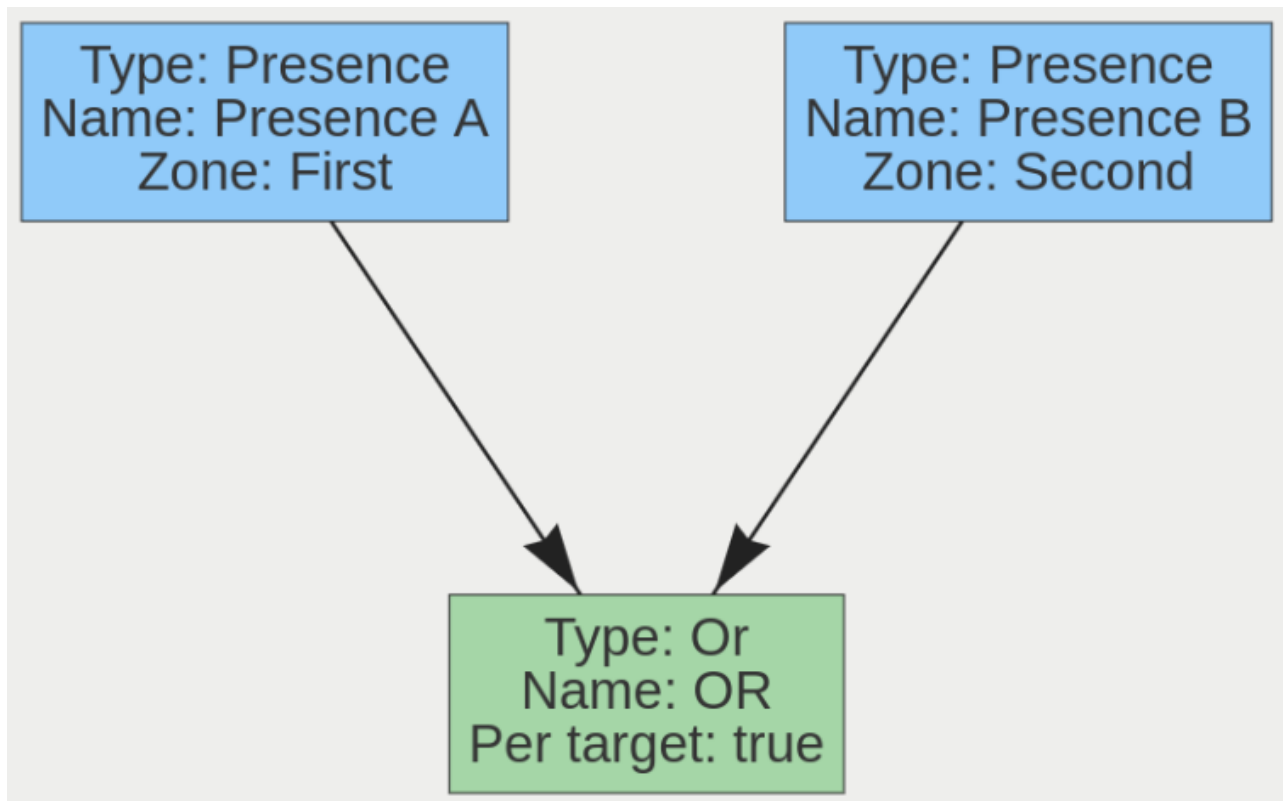 Type: Presence
Name: Presence A
Zone: First
Type: Presence
Name: Presence B
Zone: Second
Type: Or
Name: OR
Per target: true